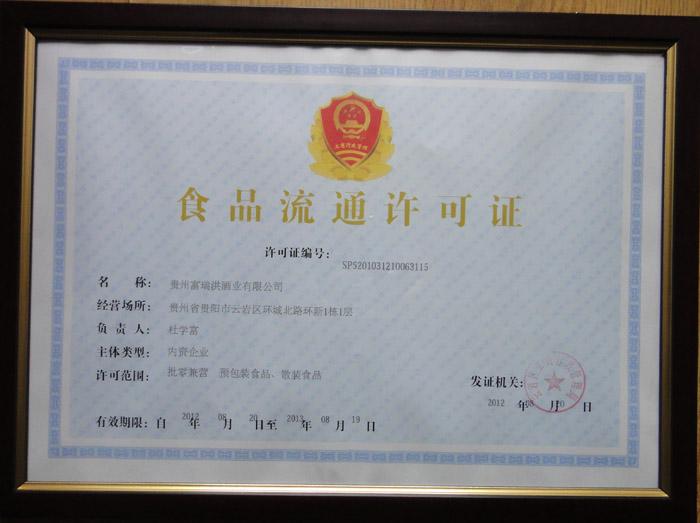 食品流通许可证
许可证编号: SP5201031210063115
名 称: 贵州富瑞洪酒业有限公司
经营场所: 贵州省贵阳市云岩区环城北路环新1栋1层
负 责 人: 杜学富
主体类型: 内资企业
许可范围: 批零兼营 预包装食品、散装食品
发证机关:
2012 年 08 月 20 日
有效期限: 自 2012 年 08 月 20 日至 2013 年 08 月 19 日